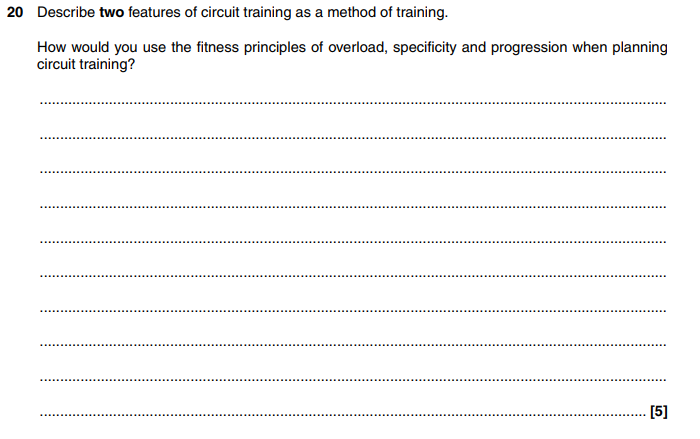 20 Describe two features of circuit training as a method of training.
How would you use the fitness principles of overload, specificity and progression when planning
circuit training?
[5]